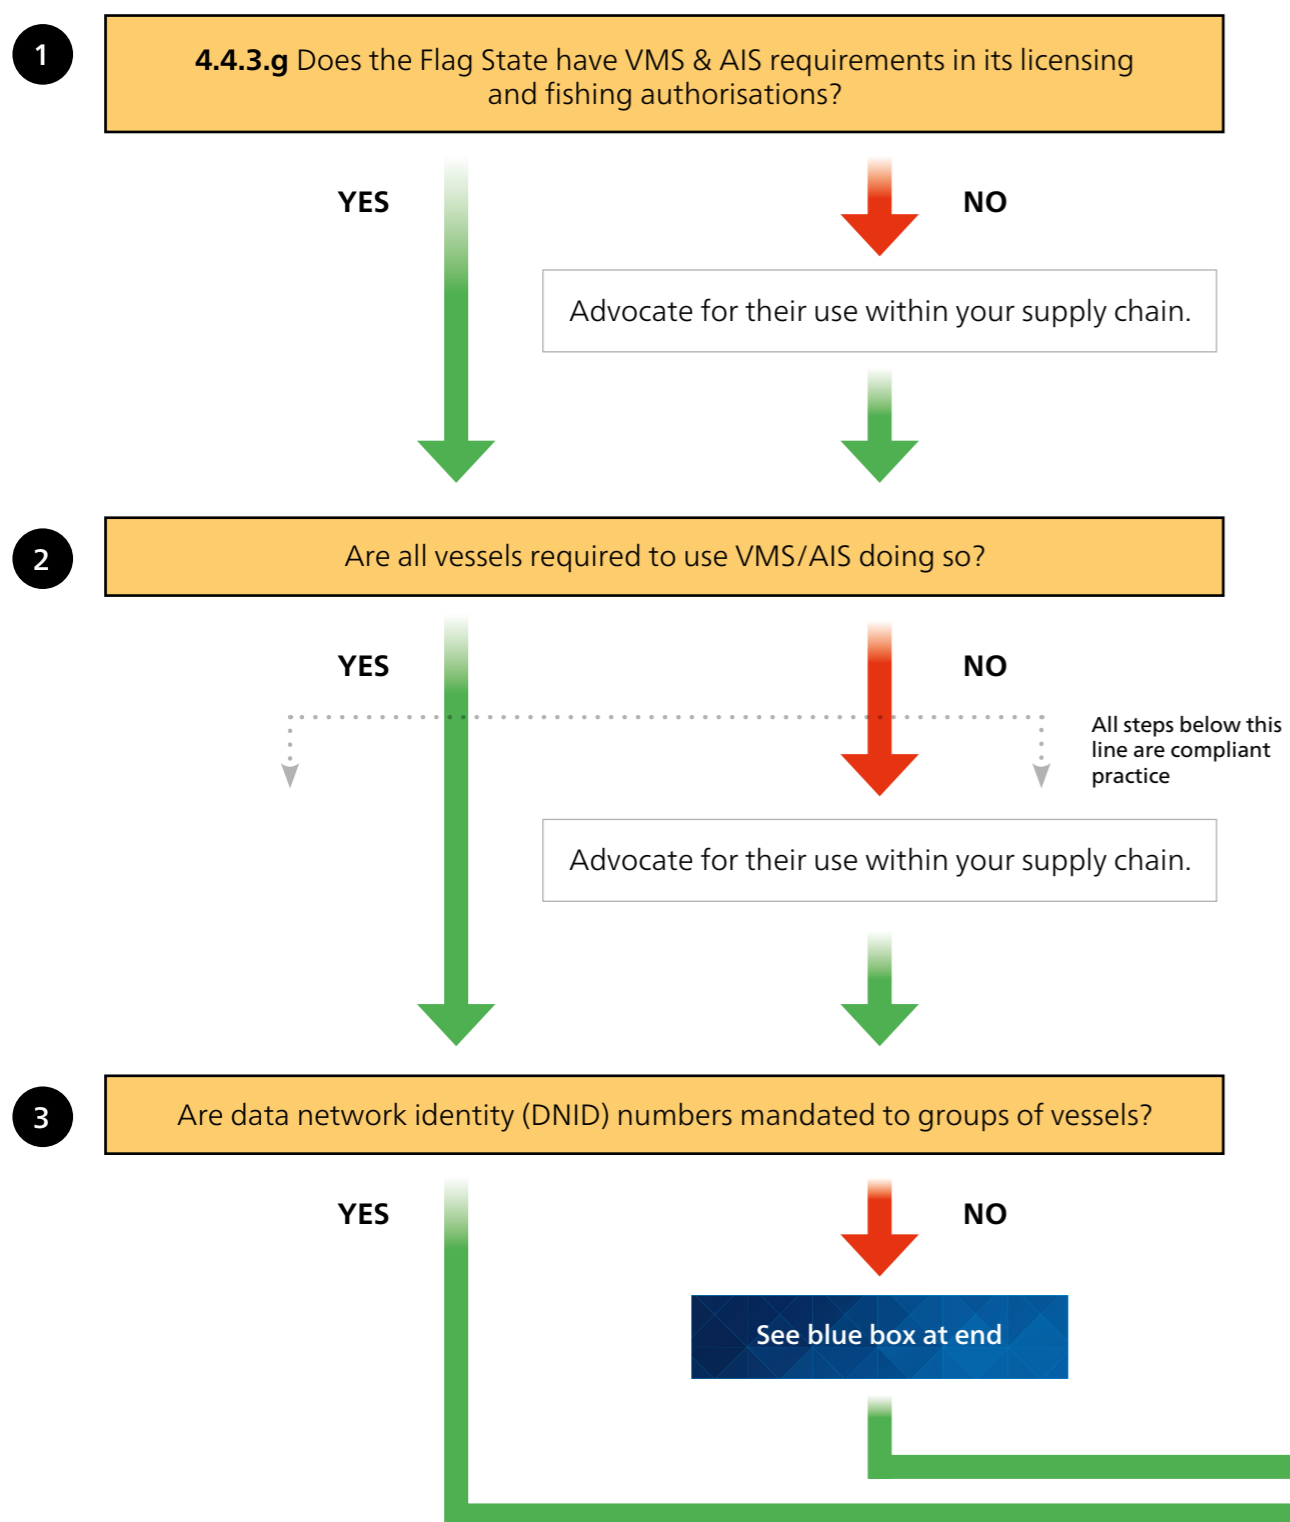 1
4.4.3.g Does the Flag State have VMS & AIS requirements in its licensing
and fishing authorisations?
YES
NO
Advocate for their use within your supply chain.
2
Are all vessels required to use VMS/AIS doing so?
YES
NO
All steps below this
line are compliant
practice
Advocate for their use within your supply chain.
3
Are data network identity (DNID) numbers mandated to groups of vessels?
YES
NO
See blue box at end